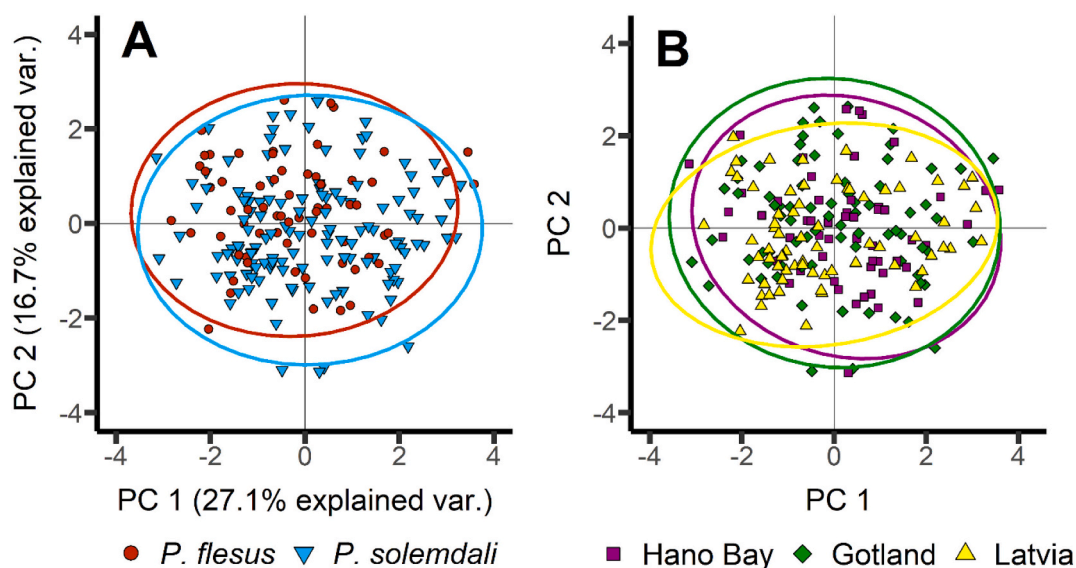 A
B
PC 2 (16.7% explained var.)
4
2
0
-2
-4
-4
-2
0
2
4
PC 1 (27.1% explained var.)
P. flesus
P. solemdali
PC 2
4
2
0
-2
-4
-4
-2
0
2
4
PC 1
Hano Bay
Gotland
Latvia